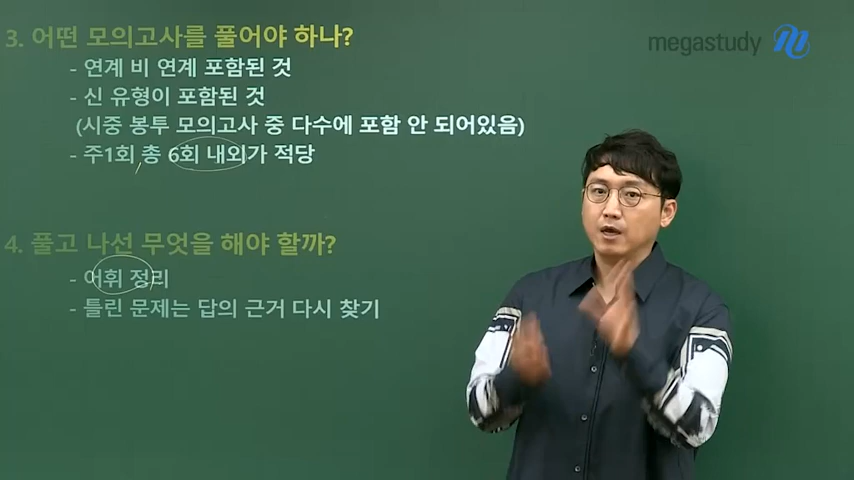 3. 어떤 모의고사를 풀어야 하나?
megastudy
- 연계 비 연계 포함된 것
- 신 유형이 포함된 것
(시중 봉투 모의고사 중 다수에 포함 안 되어있음)
- 주1회 총 6회 내외가 적당
4. 풀고 나선 무엇을 해야 할까?
- 어휘 정리
- 틀린 문제는 답의 근거 다시 찾기